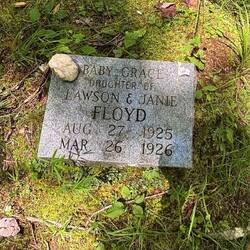 BABY GRACE
DAUGHTER OF
LAWSON & JANIE
FLOYD
AUG 27 1925
MAR 26 1926